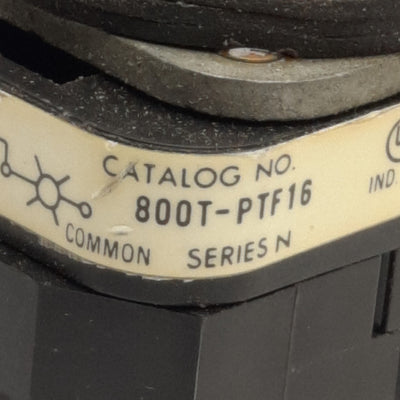 CATALOG NO.
800T-PTF16
IND.
COMMON SERIES N